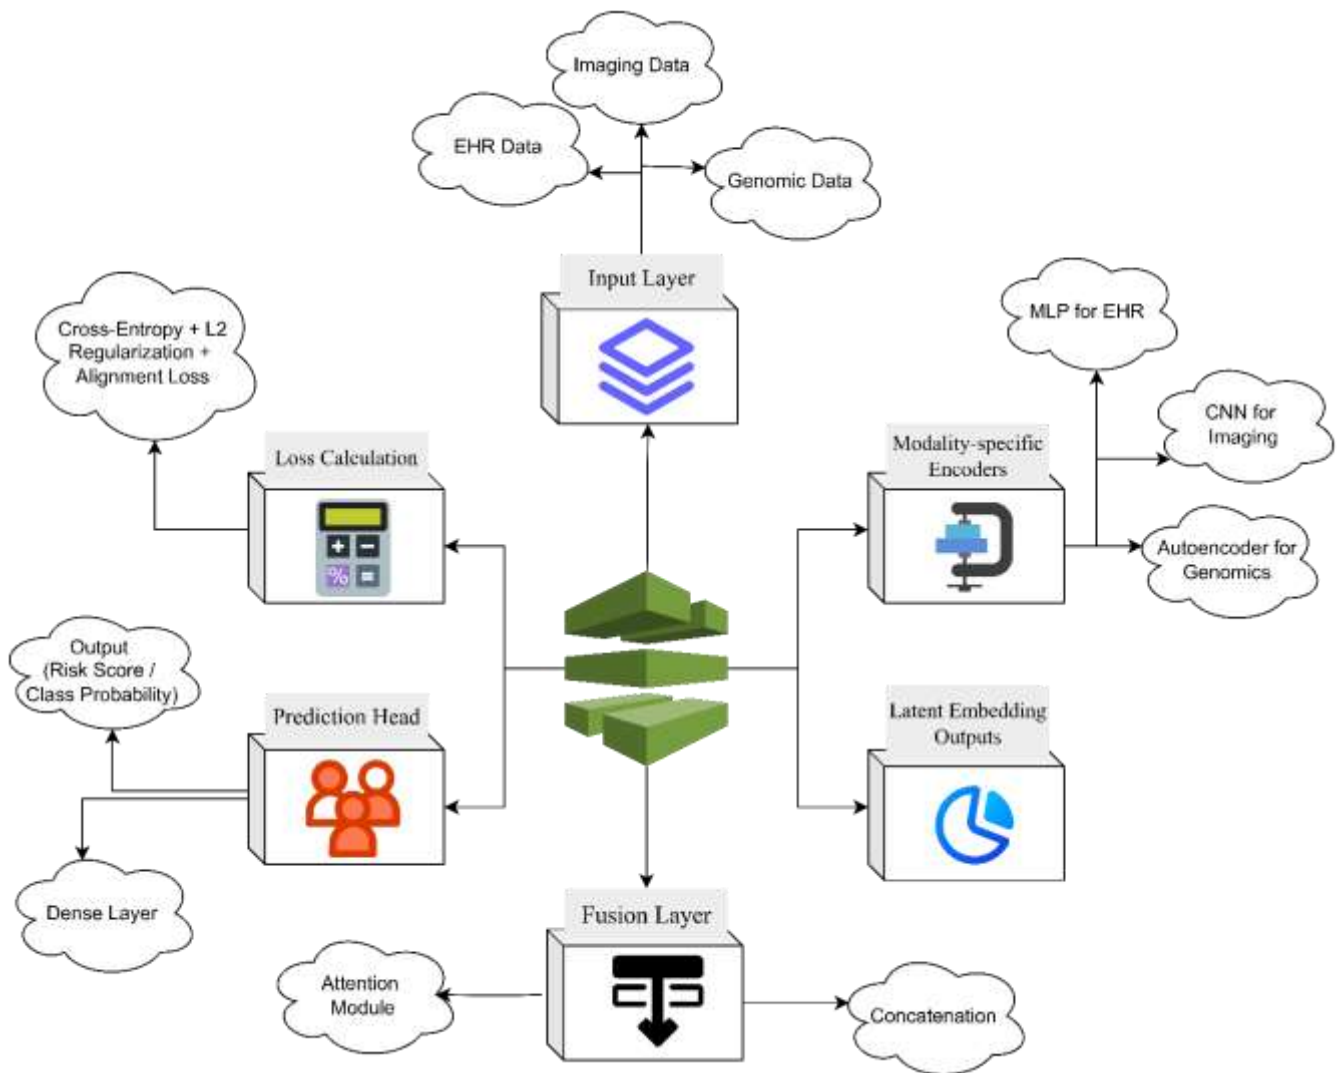 Imaging Data
EHR Data
Genomic Data
Input Layer
MLP for EHR
Cross-Entropy + L2
Regularization +
Alignment Loss
CNN for
Imaging
Loss Calculation
Modality-specific
Encoders
+ −
% =
Autoencoder for
Genomics
Output
(Risk Score /
Class Probability)
Prediction Head
Latent Embedding
Outputs
Dense Layer
Fusion Layer
Attention
Module
Concatenation